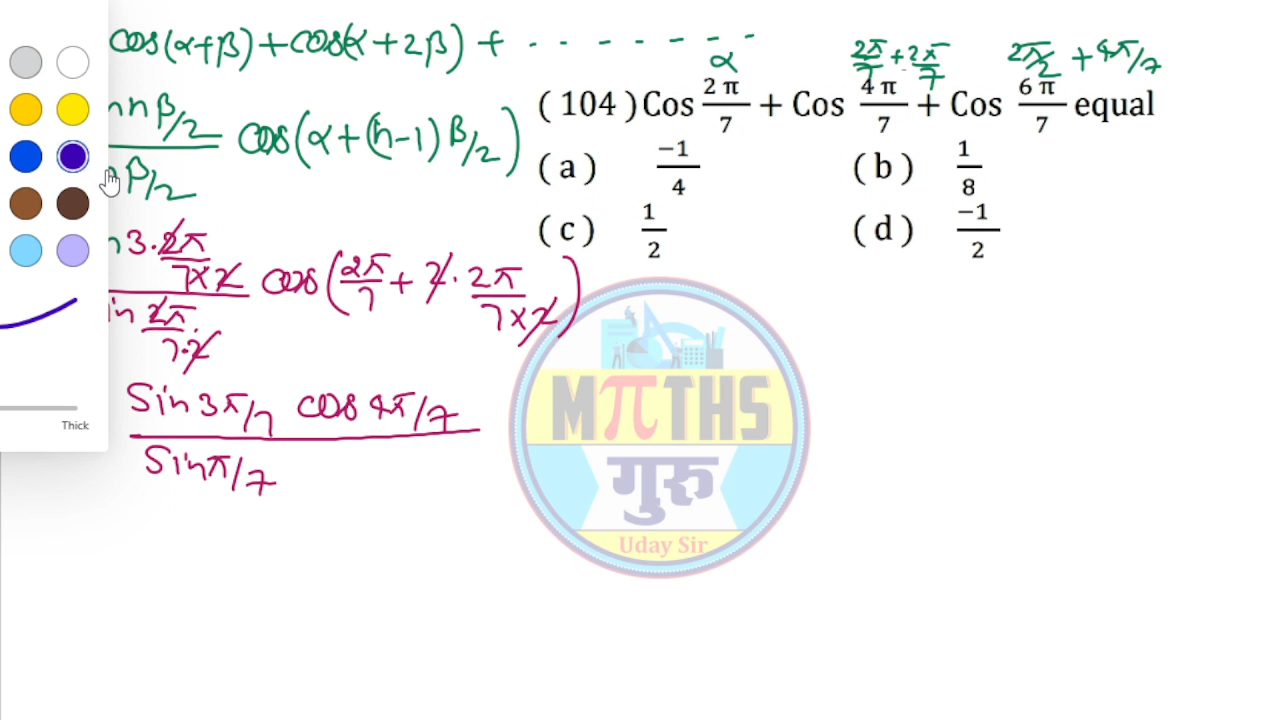 cos(α+β)+cos(α+2β)+ - - - - - - - -
α
2π/7 + 2π/7
+ 4π/7
(104) Cos 2π/7 + Cos 4π/7 + Cos 6π/7 equal
(a) -1/4 (b) 1/8
(c) 1/2 (d) -1/2
nβ/2 cos(α+(n-1)β/2)
β/2
3.2π/7×2 cos(2π/7 + 2.2π/7×2)
2π/7.2
Sin3π/7 cos4π/7
Sinπ/7
MπTHS
गुरु
Uday Sir
Thick